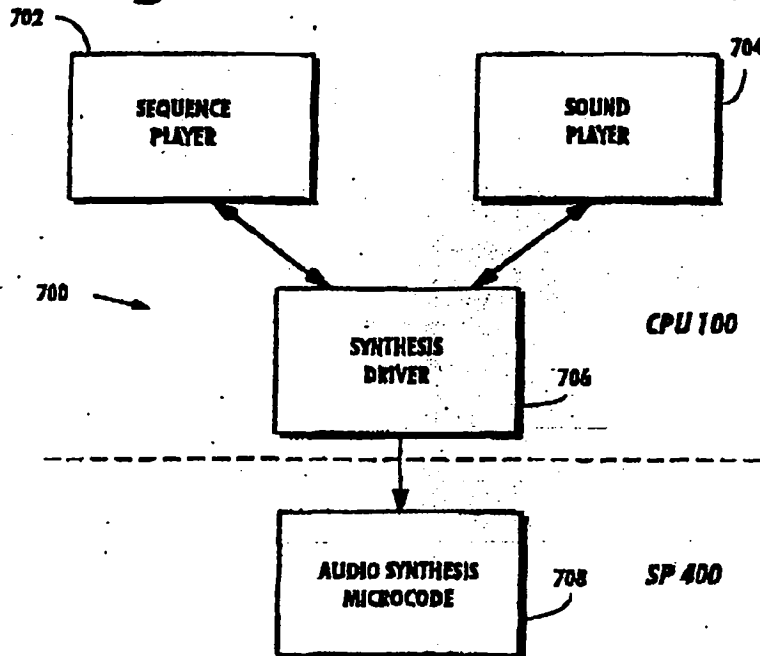 702
704
SEQUENCE
PLAYER
SOUND
PLAYER
700
CPU 100
SYNTHESIS
DRIVER
706
AUDIO SYNTHESIS
MICROCODE
708
SP 400